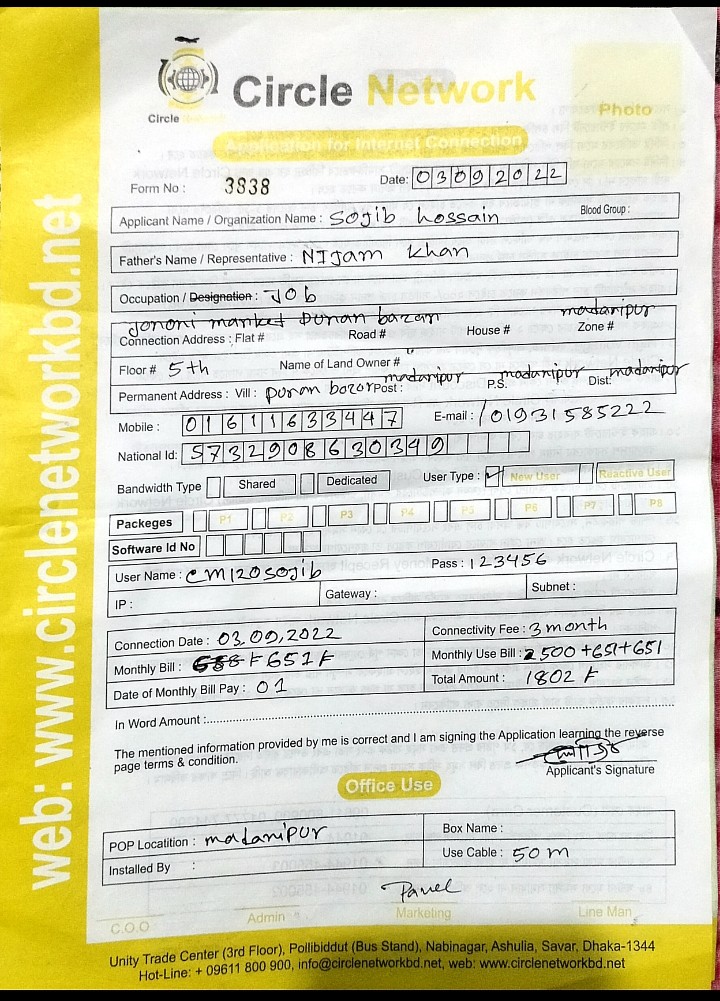 Circle Network
Circle Network
Photo
Application for Internet Connection
Form No : 3838 Date: 03092022
Applicant Name / Organization Name : Sojib hossain Blood Group :
Father's Name / Representative : NIJam khan
Occupation / Designation : JOb
Jononi market puran bazar madaripur
Connection Address : Flat # Road # House # Zone #
Floor # 5th Name of Land Owner # "
Permanent Address : Vill : puran bazar Post : madaripur P.S. madaripur Dist: madaripur
Mobile : 01611633447 E-mail : /01931585222
National Id: 5732908630349
Bandwidth Type Shared Dedicated User Type : ✓ New User Reactive User
Packeges P1 P2 P3 P4 P5 P6 P7 P8
Software Id No
User Name : CM120Sojib Pass : 123456
IP : Gateway : Subnet :
Connection Date : 03.09.2022 Connectivity Fee : 3 month
Monthly Bill : 651 Monthly Use Bill : 500+651+651
Date of Monthly Bill Pay : 01 Total Amount : 1802
In Word Amount :
The mentioned information provided by me is correct and I am signing the Application learning the reverse
page terms & condition.
Applicant's Signature
Office Use
POP Locatition : madaripur Box Name :
Installed By : Use Cable : 50 m
C.O.O Admin Marketing Line Man
Unity Trade Center (3rd Floor), Pollibiddut (Bus Stand), Nabinagar, Ashulia, Savar, Dhaka-1344
Hot-Line: + 09611 800 900, info@circlenetworkbd.net, web: www.circlenetworkbd.net
web: www.circlenetworkbd.net